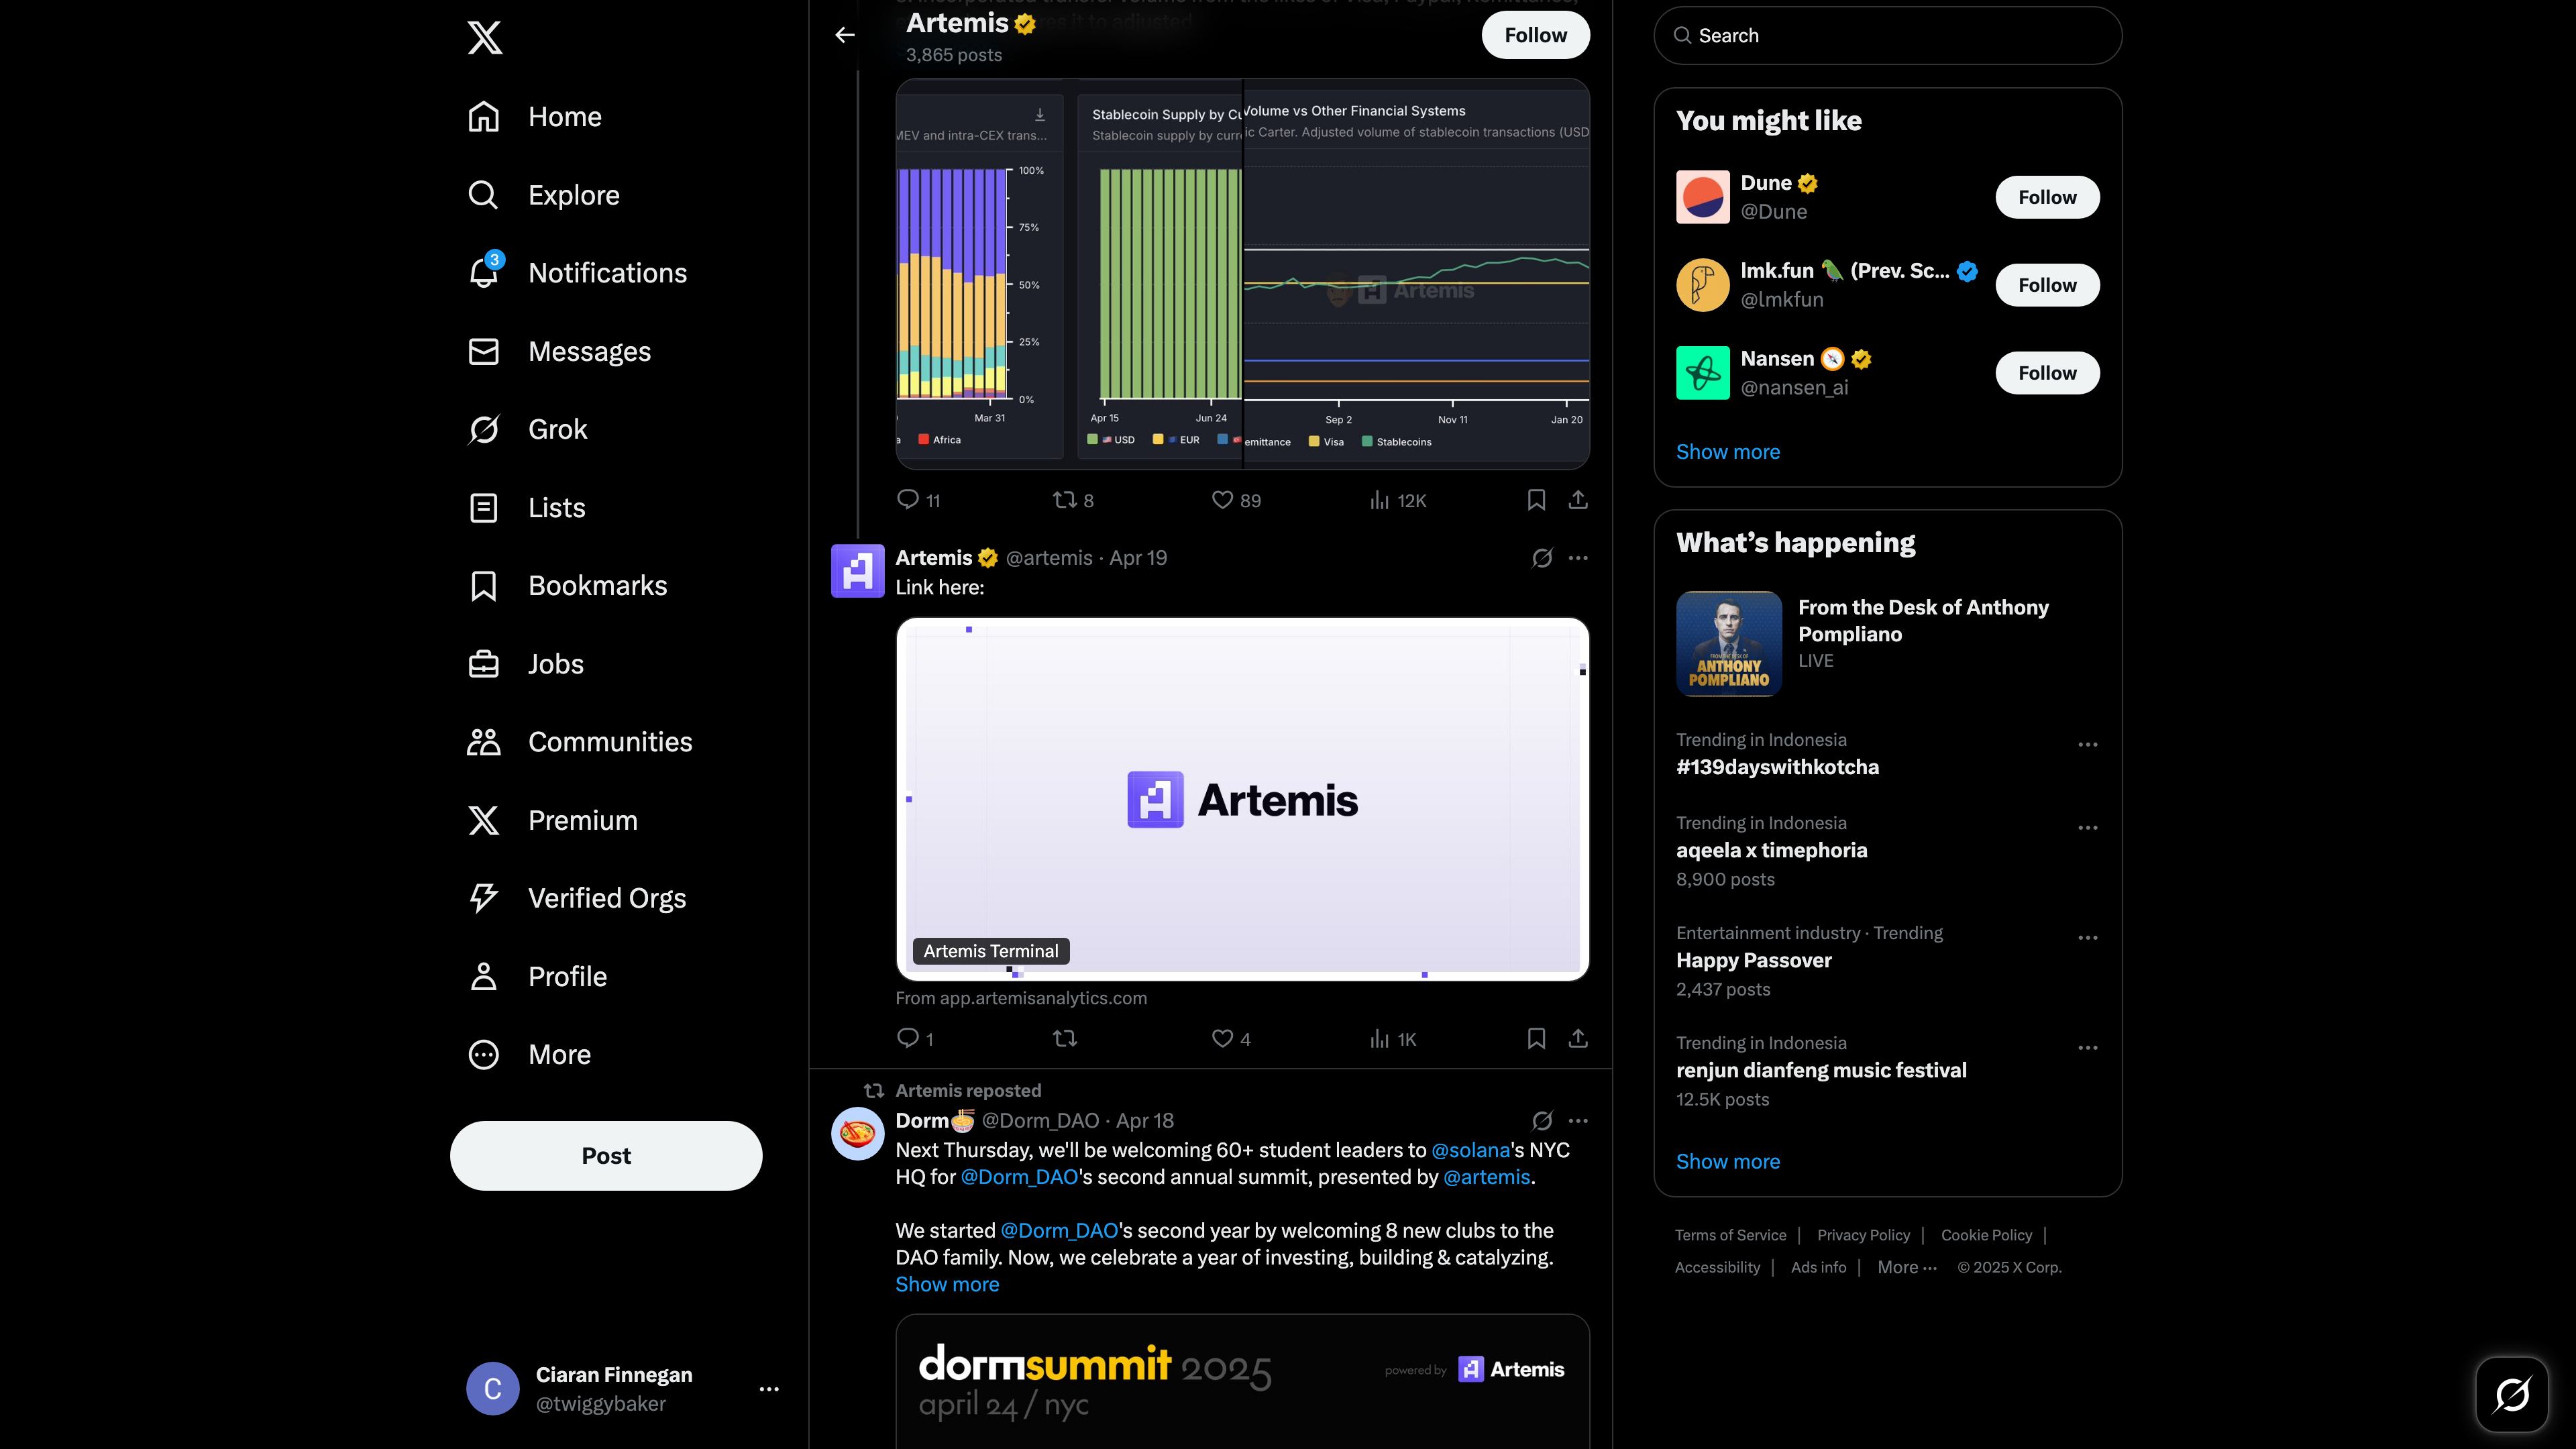 Home
Explore
3
Notifications
Messages
Grok
Lists
Bookmarks
Jobs
Communities
Premium
Verified Orgs
Profile
More
Post
C
Ciaran Finnegan
@twiggybaker
Artemis
3,865 posts
Follow
MEV and intra-CEX trans...
100%
75%
50%
25%
0%
Mar 31
Africa
Stablecoin Supply by Cu
Stablecoin supply by curr
Apr 15
Jun 24
USD
EUR
Volume vs Other Financial Systems
ic Carter. Adjusted volume of stablecoin transactions (USD
Artemis
Sep 2
Nov 11
Jan 20
emittance
Visa
Stablecoins
11
8
89
12K
Artemis @artemis · Apr 19
Link here:
Artemis
Artemis Terminal
From app.artemisanalytics.com
1
4
1K
Artemis reposted
Dorm🍜 @Dorm_DAO · Apr 18
Next Thursday, we'll be welcoming 60+ student leaders to @solana's NYC
HQ for @Dorm_DAO's second annual summit, presented by @artemis.
We started @Dorm_DAO's second year by welcoming 8 new clubs to the
DAO family. Now, we celebrate a year of investing, building & catalyzing.
Show more
dormsummit 2025
april 24 / nyc
powered by Artemis
Search
You might like
Dune
@Dune
Follow
lmk.fun 🦜 (Prev. Sc...
@lmkfun
Follow
Nansen 🧭
@nansen_ai
Follow
Show more
What's happening
ANTHONY
POMPLIANO
From the Desk of Anthony
Pompliano
LIVE
Trending in Indonesia
#139dayswithkotcha
Trending in Indonesia
aqeela x timephoria
8,900 posts
Entertainment industry · Trending
Happy Passover
2,437 posts
Trending in Indonesia
renjun dianfeng music festival
12.5K posts
Show more
Terms of Service | Privacy Policy | Cookie Policy |
Accessibility | Ads info | More ··· © 2025 X Corp.